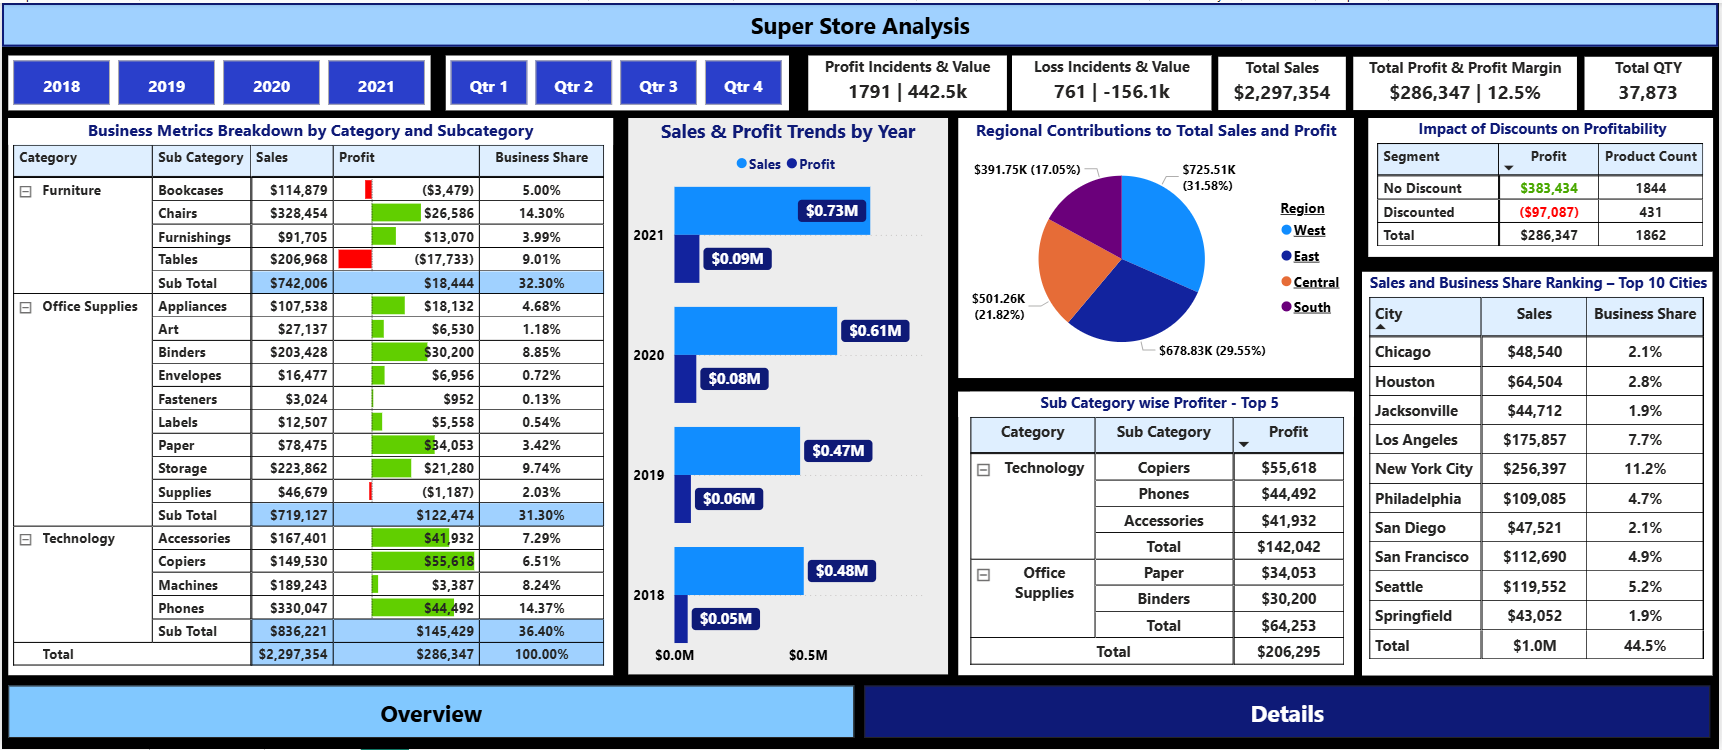 Super Store Analysis
2018 2019 2020 2021 Qtr 1 Qtr 2 Qtr 3 Qtr 4
Profit Incidents & Value
1791 | 442.5k
Loss Incidents & Value
761 | -156.1k
Total Sales
$2,297,354
Total Profit & Profit Margin
$286,347 | 12.5%
Total QTY
37,873
Business Metrics Breakdown by Category and Subcategory
Category Sub Category Sales Profit Business Share
Furniture Bookcases $114,879 ($3,479) 5.00%
Chairs $328,454 $26,586 14.30%
Furnishings $91,705 $13,070 3.99%
Tables $206,968 ($17,733) 9.01%
Sub Total $742,006 $18,444 32.30%
Office Supplies Appliances $107,538 $18,132 4.68%
Art $27,137 $6,530 1.18%
Binders $203,428 $30,200 8.85%
Envelopes $16,477 $6,956 0.72%
Fasteners $3,024 $952 0.13%
Labels $12,507 $5,558 0.54%
Paper $78,475 $34,053 3.42%
Storage $223,862 $21,280 9.74%
Supplies $46,679 ($1,187) 2.03%
Sub Total $719,127 $122,474 31.30%
Technology Accessories $167,401 $41,932 7.29%
Copiers $149,530 $55,618 6.51%
Machines $189,243 $3,387 8.24%
Phones $330,047 $44,492 14.37%
Sub Total $836,221 $145,429 36.40%
Total $2,297,354 $286,347 100.00%
Sales & Profit Trends by Year
Sales Profit
2021
$0.73M
$0.09M
2020
$0.61M
$0.08M
2019
$0.47M
$0.06M
2018
$0.48M
$0.05M
$0.0M $0.5M
Regional Contributions to Total Sales and Profit
$391.75K (17.05%)
$725.51K
(31.58%)
$501.26K
(21.82%)
$678.83K (29.55%)
Region
West
East
Central
South
Sub Category wise Profiter - Top 5
Category Sub Category Profit
Technology Copiers $55,618
Phones $44,492
Accessories $41,932
Total $142,042
Office
Supplies
Paper $34,053
Binders $30,200
Total $64,253
Total $206,295
Impact of Discounts on Profitability
Segment Profit Product Count
No Discount $383,434 1844
Discounted ($97,087) 431
Total $286,347 1862
Sales and Business Share Ranking – Top 10 Cities
City Sales Business Share
Chicago $48,540 2.1%
Houston $64,504 2.8%
Jacksonville $44,712 1.9%
Los Angeles $175,857 7.7%
New York City $256,397 11.2%
Philadelphia $109,085 4.7%
San Diego $47,521 2.1%
San Francisco $112,690 4.9%
Seattle $119,552 5.2%
Springfield $43,052 1.9%
Total $1.0M 44.5%
Overview
Details